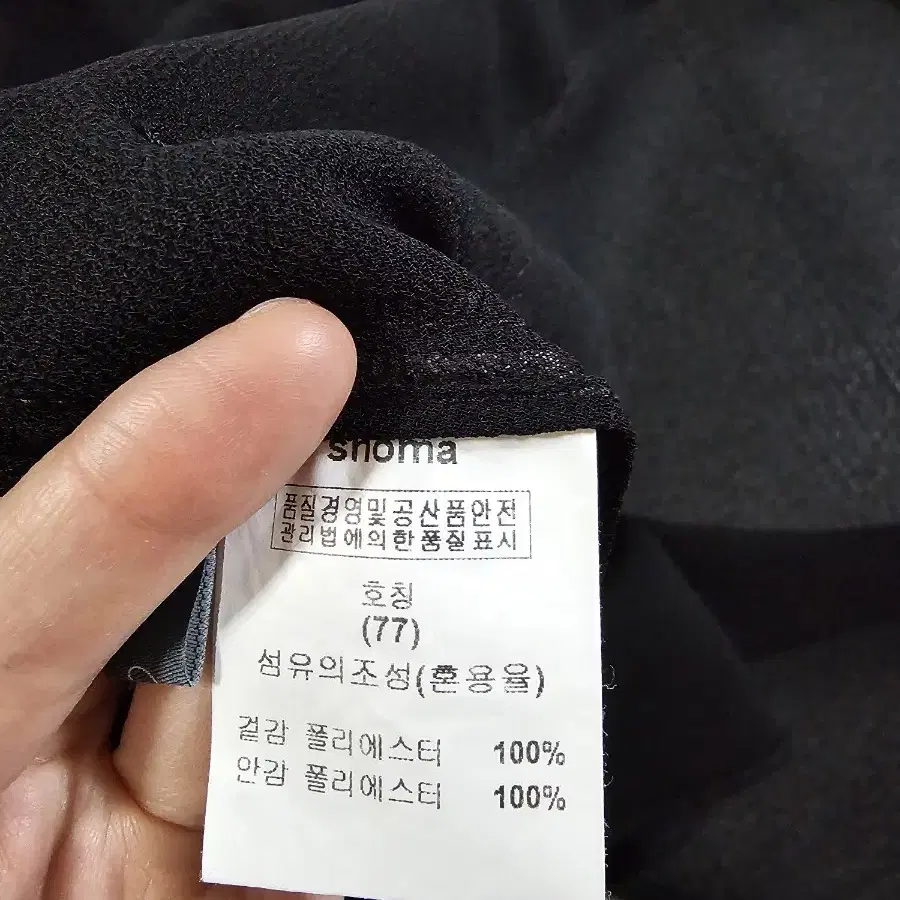 shoma
품질경영및공산품안전
관리법에의한품질표시
호칭
(77)
섬유의조성(혼용율)
겉감 폴리에스터 100%
안감 폴리에스터 100%